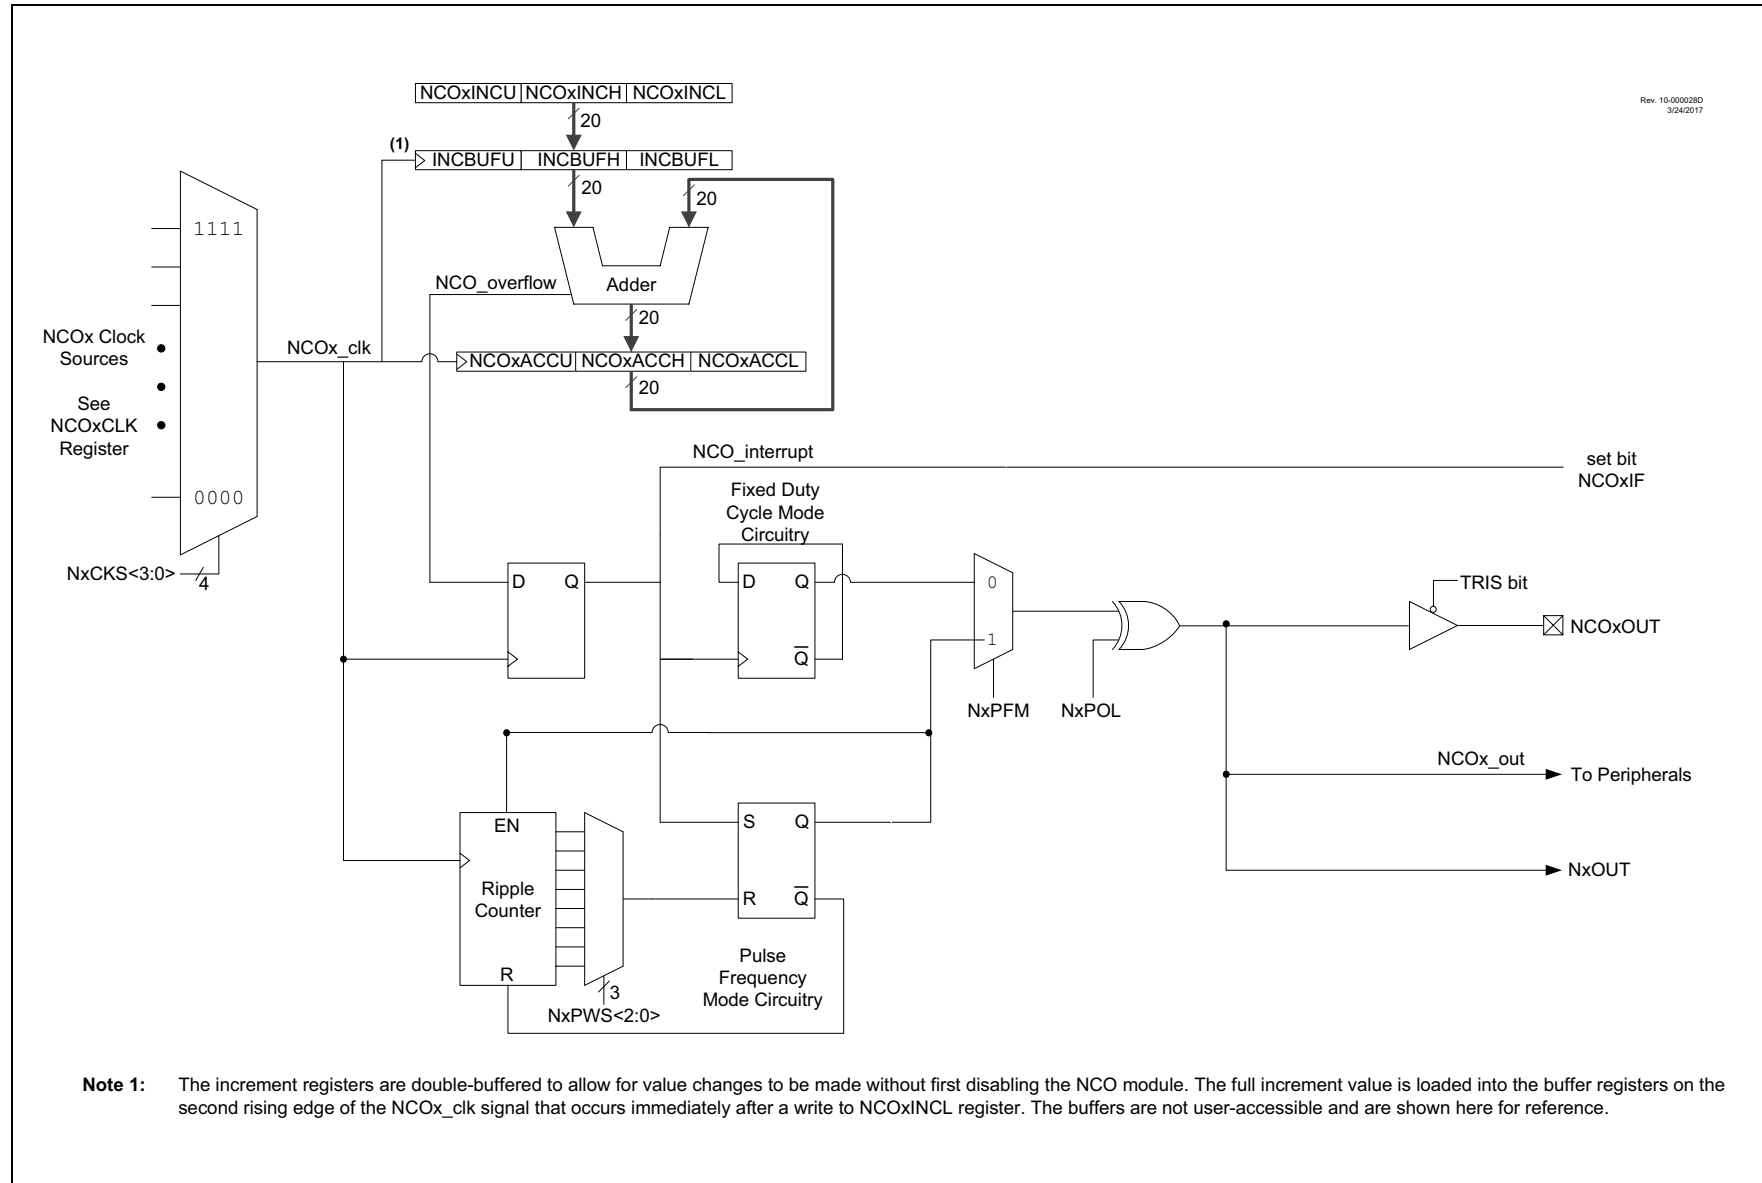 Rev. 10-000028D
3/24/2017
NCOxINCU NCOxINCH NCOxINCL
20
(1)
INCBUFU INCBUFH INCBUFL
20
20
1111
NCO_overflow
Adder
20
NCOx Clock
Sources
NCOx_clk
NCOxACCU NCOxACCH NCOxACCL
20
See
NCOxCLK
Register
NCO_interrupt
set bit
NCOxIF
0000
Fixed Duty
Cycle Mode
Circuitry
NxCKS<3:0>
4
D Q
D Q
0
TRIS bit
NCOxOUT
1
Q
NxPFM
NxPOL
NCOx_out
To Peripherals
EN
S Q
NxOUT
Ripple
Counter
R Q
R
Pulse
Frequency
Mode Circuitry
3
NxPWS<2:0>
Note 1: The increment registers are double-buffered to allow for value changes to be made without first disabling the NCO module. The full increment value is loaded into the buffer registers on the
second rising edge of the NCOx_clk signal that occurs immediately after a write to NCOxINCL register. The buffers are not user-accessible and are shown here for reference.